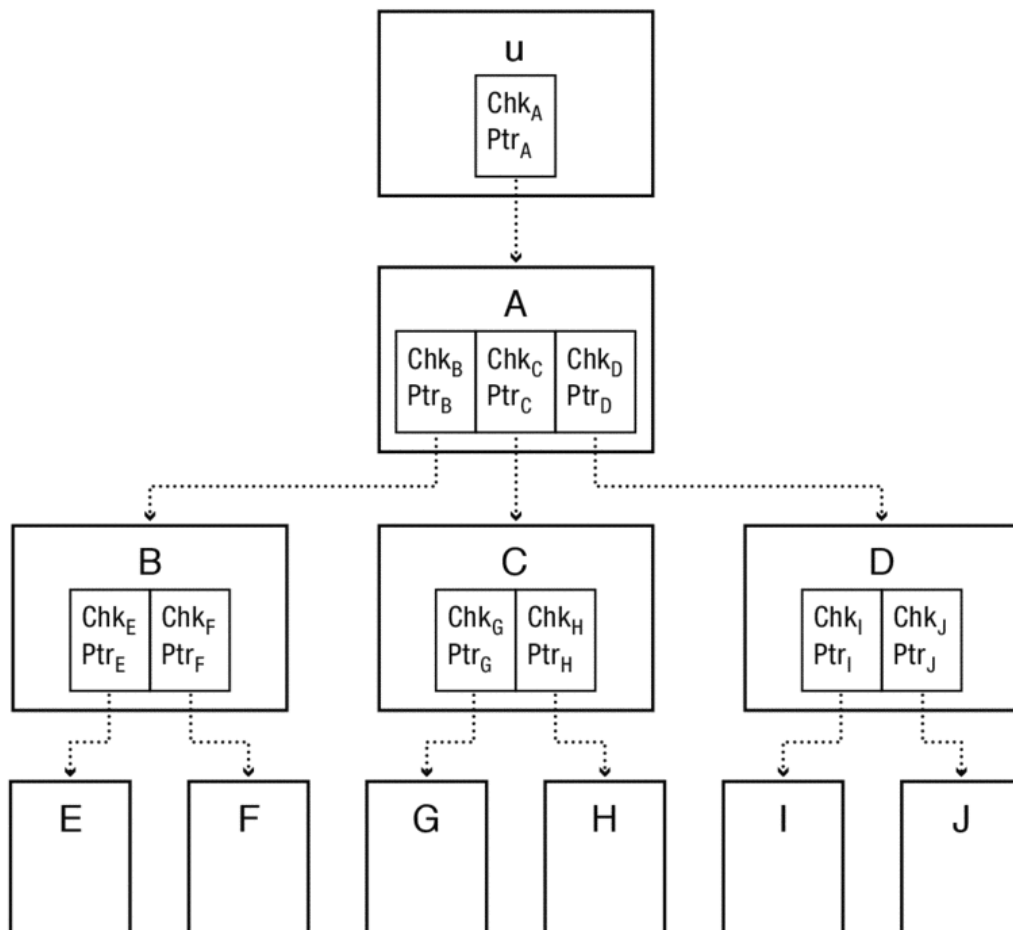 u
Chk_A
Ptr_A
A
Chk_B Chk_C Chk_D
Ptr_B Ptr_C Ptr_D
B C D
Chk_E Chk_F Chk_G Chk_H Chk_I Chk_J
Ptr_E Ptr_F Ptr_G Ptr_H Ptr_I Ptr_J
E F G H I J